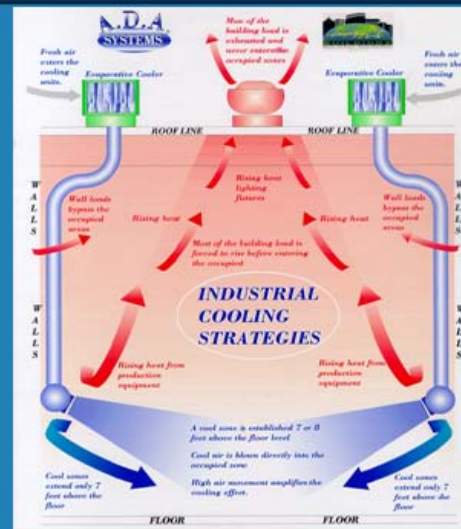 A.D.A.
SYSTEMS
Most of the
building load is
exhausted and
never enters the
occupied zones
Fresh air
enters the
cooling
units.
Evaporative Cooler
Evaporative Cooler
Fresh air
enters the
cooling
units.
ROOF LINE
ROOF LINE
Rising heat
lighting
fixtures
WALLS
Wall loads
bypass the
occupied
areas
Rising heat
Rising heat
Wall loads
bypass the
occupied
areas
WALLS
Most of the building load is
forced to rise before entering
the occupied
INDUSTRIAL
COOLING
STRATEGIES
WALLS
WALLS
Rising heat from
production
equipment
Rising heat from
production
equipment
A cool zone is established 7 or 8
feet above the floor level
Cool air is blown directly into the
occupied zone
High air movement amplifies the
cooling effect.
Cool zones
extend only 7
feet above the
floor
Cool zones
extend only 7
feet above the
floor
FLOOR
FLOOR